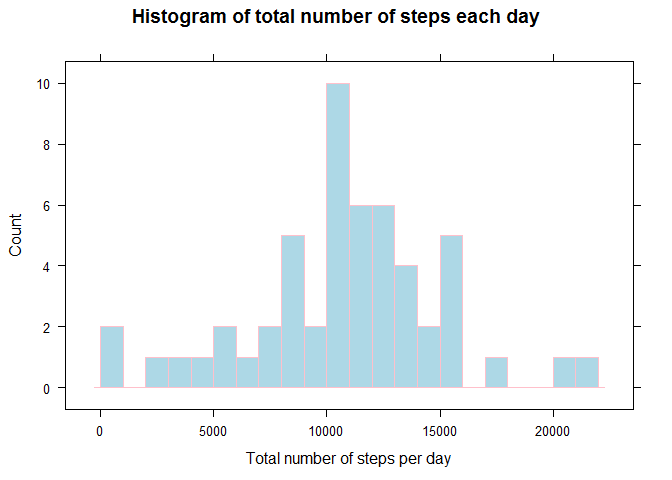 Histogram of total number of steps each day
10
8
6
4
2
0
Count
0 5000 10000 15000 20000
Total number of steps per day